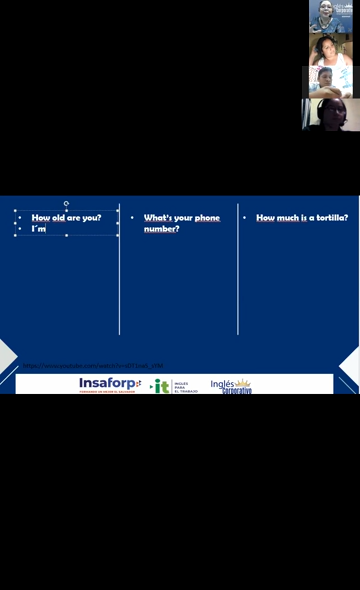 How old are you?
I´m
What's your phone
number?
How much is a tortilla?
Insaforp
it
INGLÉS
PARA
EL TRABAJO
Inglés
Corporativo